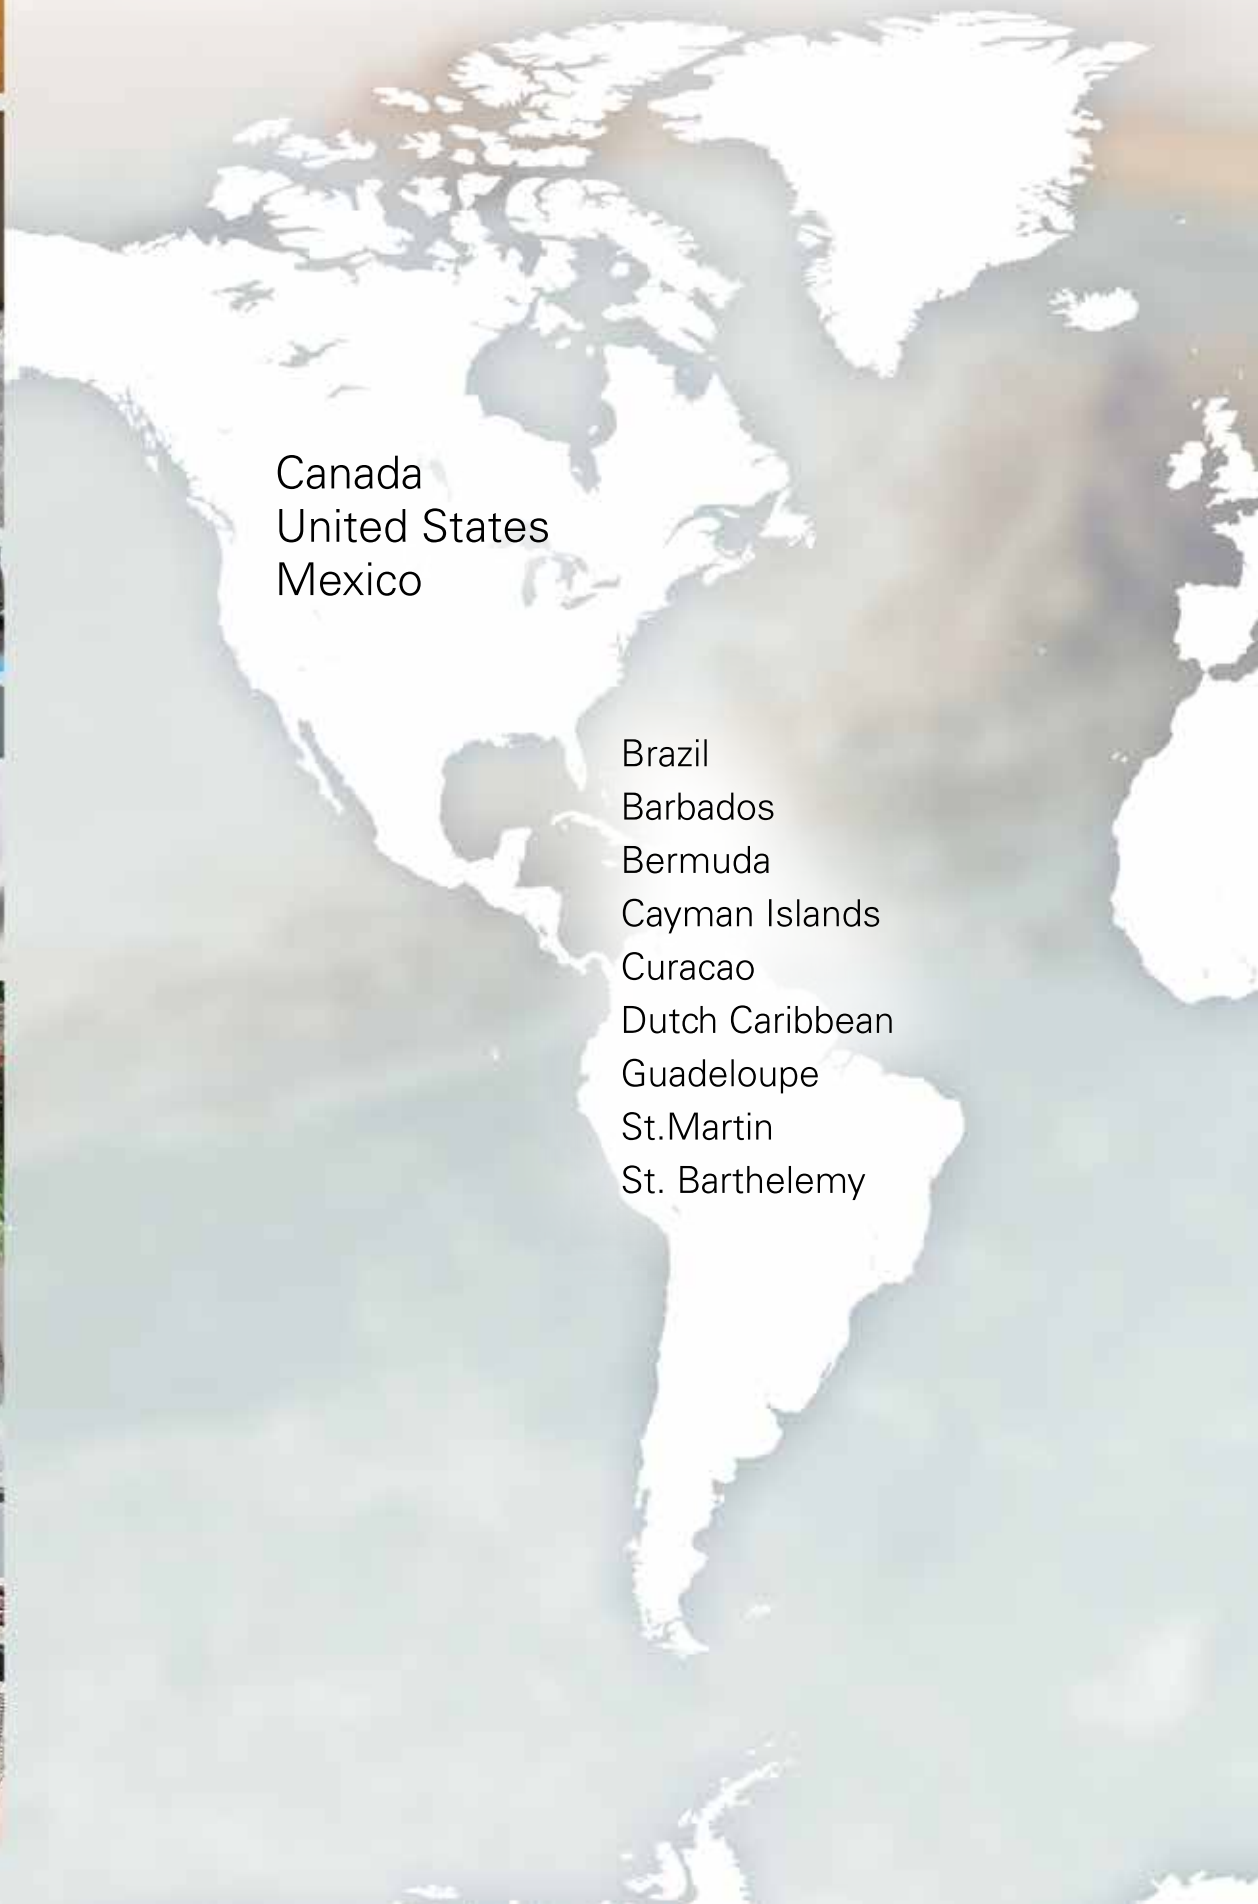 Canada
United States
Mexico
Brazil
Barbados
Bermuda
Cayman Islands
Curacao
Dutch Caribbean
Guadeloupe
St.Martin
St. Barthelemy